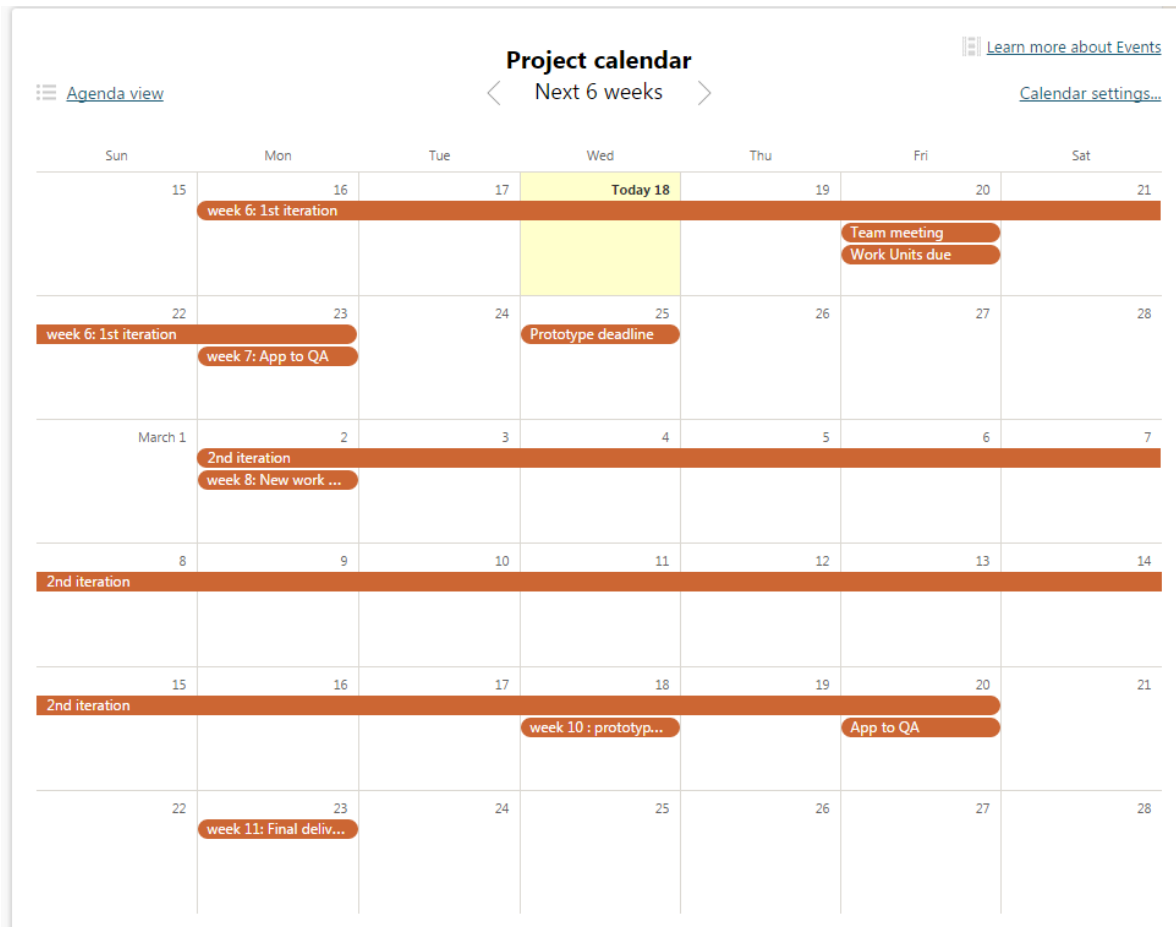 Learn more about Events
Project calendar
Agenda view
Next 6 weeks
Calendar settings...
Sun Mon Tue Wed Thu Fri Sat
15 16 17 Today 18 19 20 21
week 6: 1st iteration
Team meeting
Work Units due
22 23 24 25 26 27 28
week 6: 1st iteration
Prototype deadline
week 7: App to QA
March 1 2 3 4 5 6 7
2nd iteration
week 8: New work ...
8 9 10 11 12 13 14
2nd iteration
15 16 17 18 19 20 21
2nd iteration
week 10 : prototyp... App to QA
22 23 24 25 26 27 28
week 11: Final deliv...